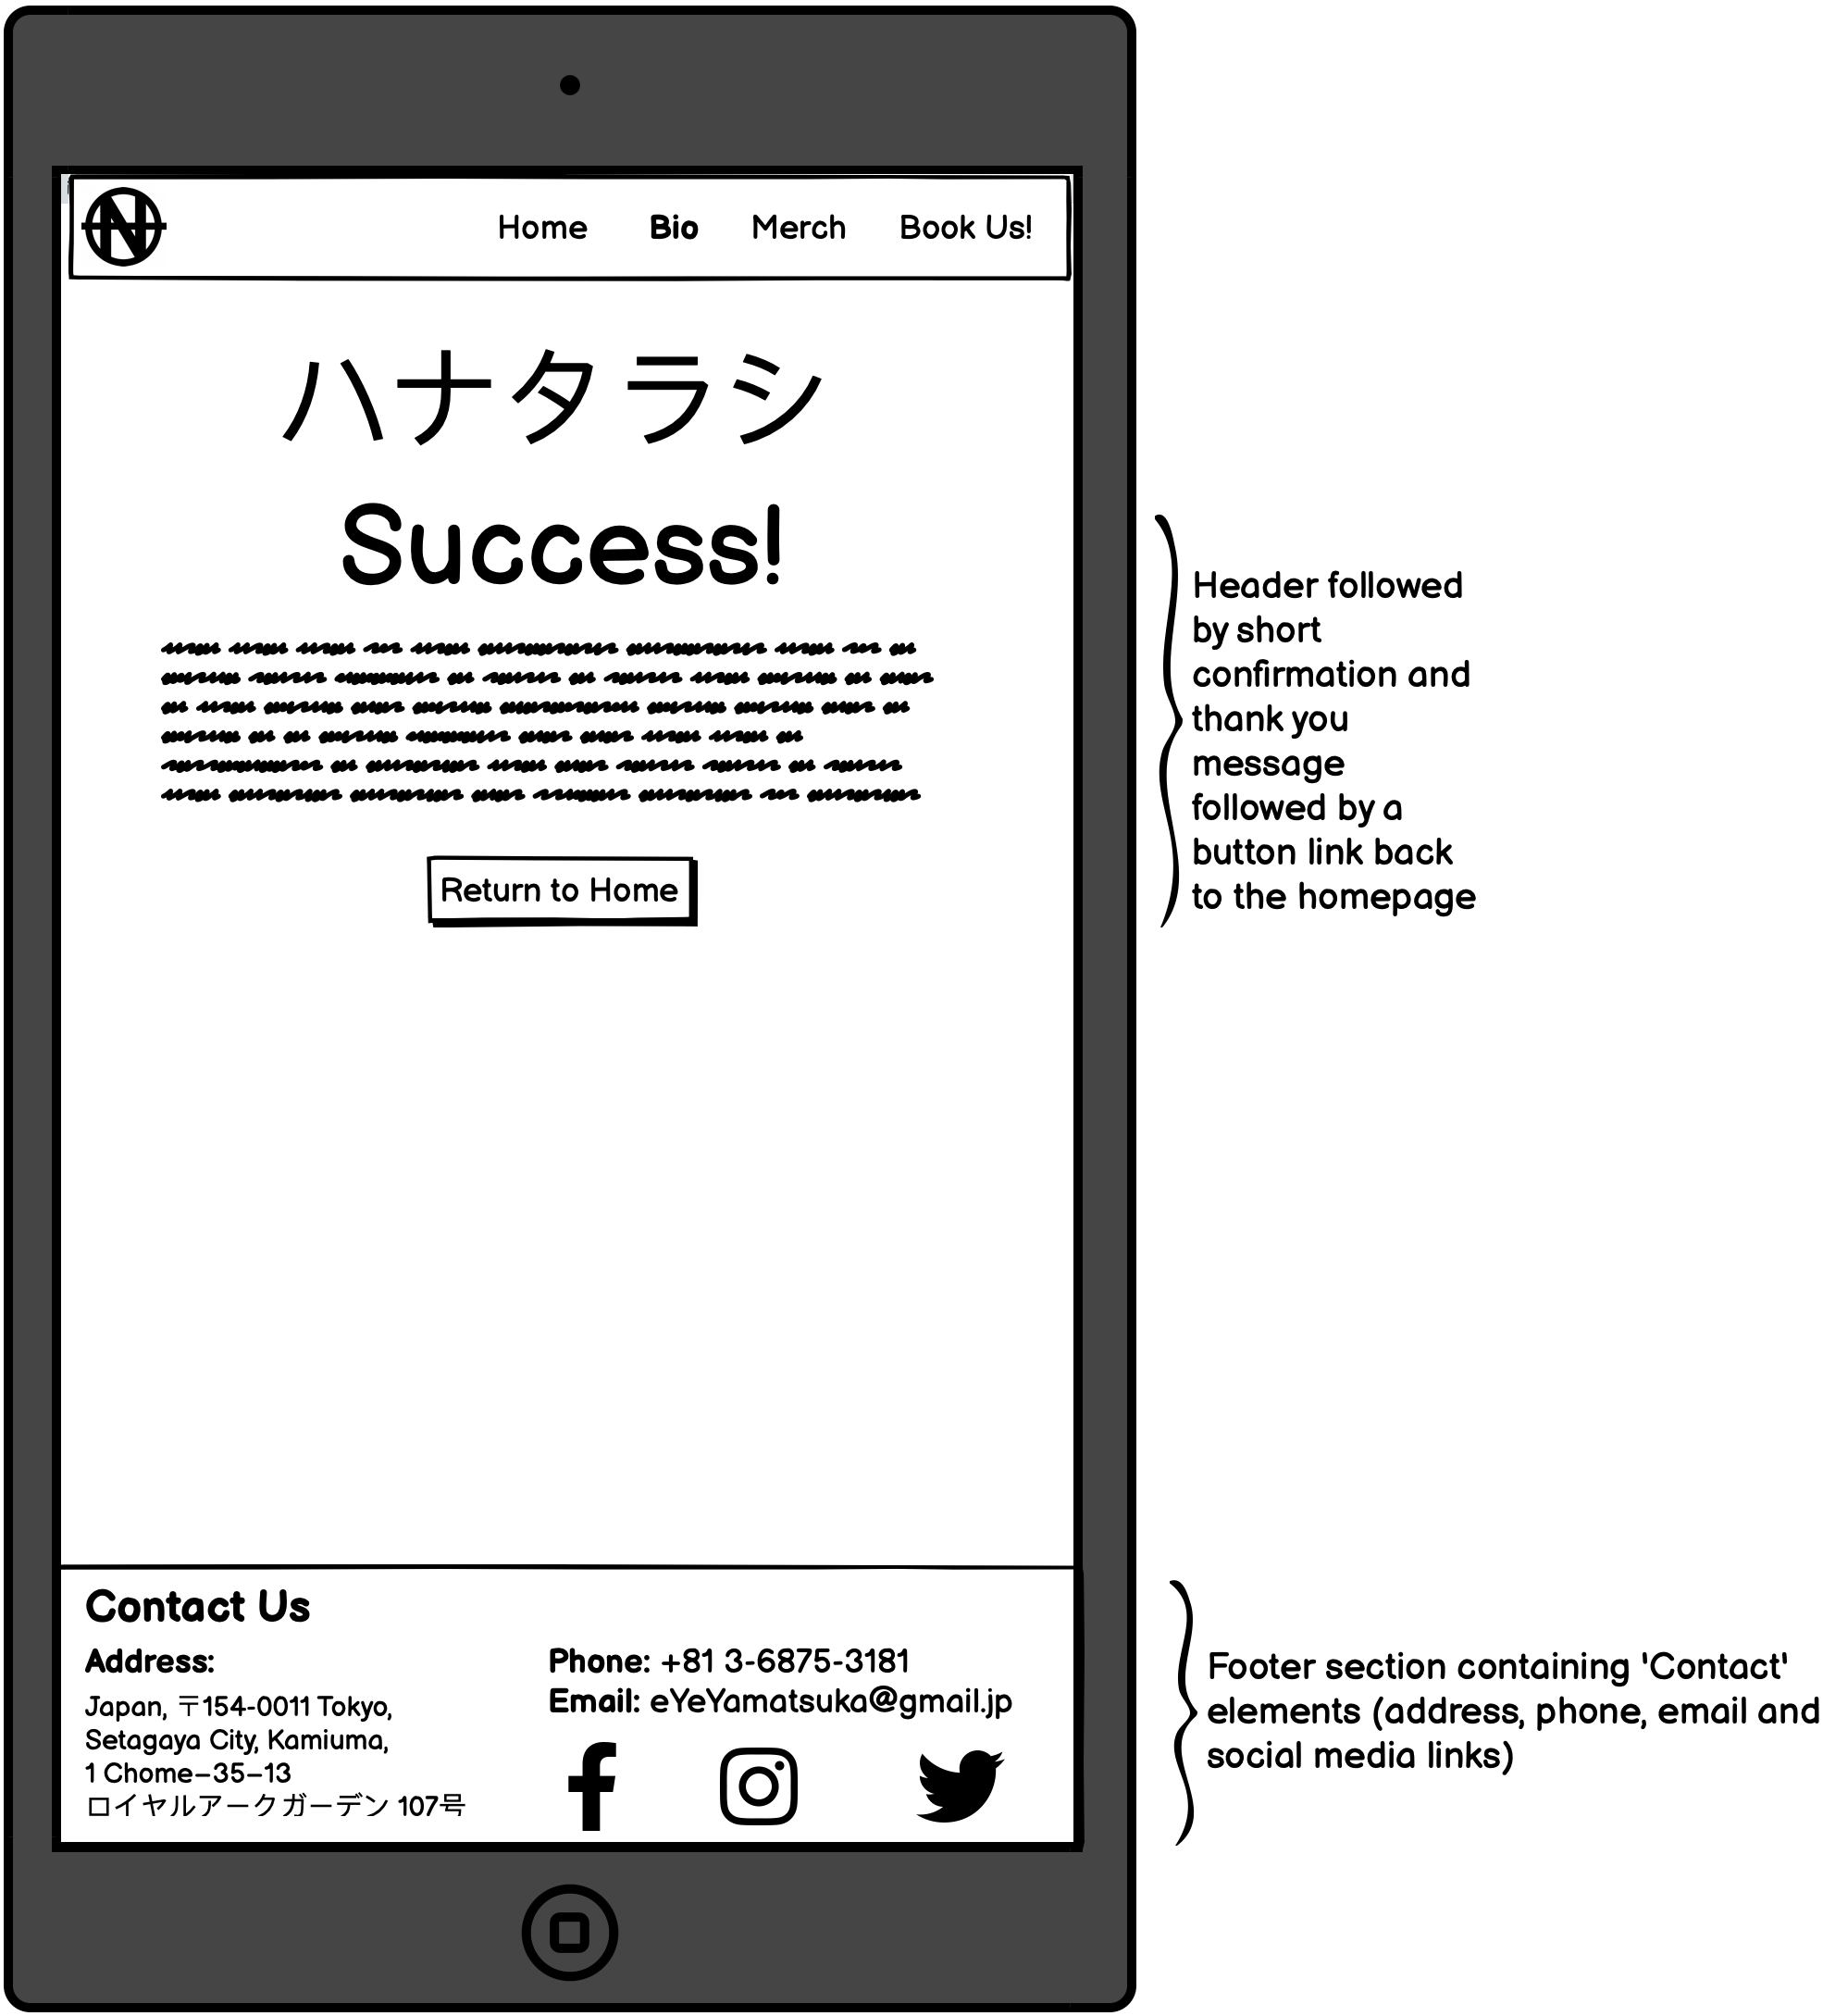 Home Bio Merch Book Us!
ハナタラシ
Success!
Return to Home
Header followed
by short
confirmation and
thank you
message
followed by a
button link back
to the homepage
Contact Us
Address:
Japan, 〒154-0011 Tokyo,
Setagaya City, Kamiuma,
1 Chome−35−13
ロイヤルアークガーデン 107号
Phone: +81 3-6875-3181
Email: eYeYamatsuka@gmail.jp
Footer section containing 'Contact'
elements (address, phone, email and
social media links)